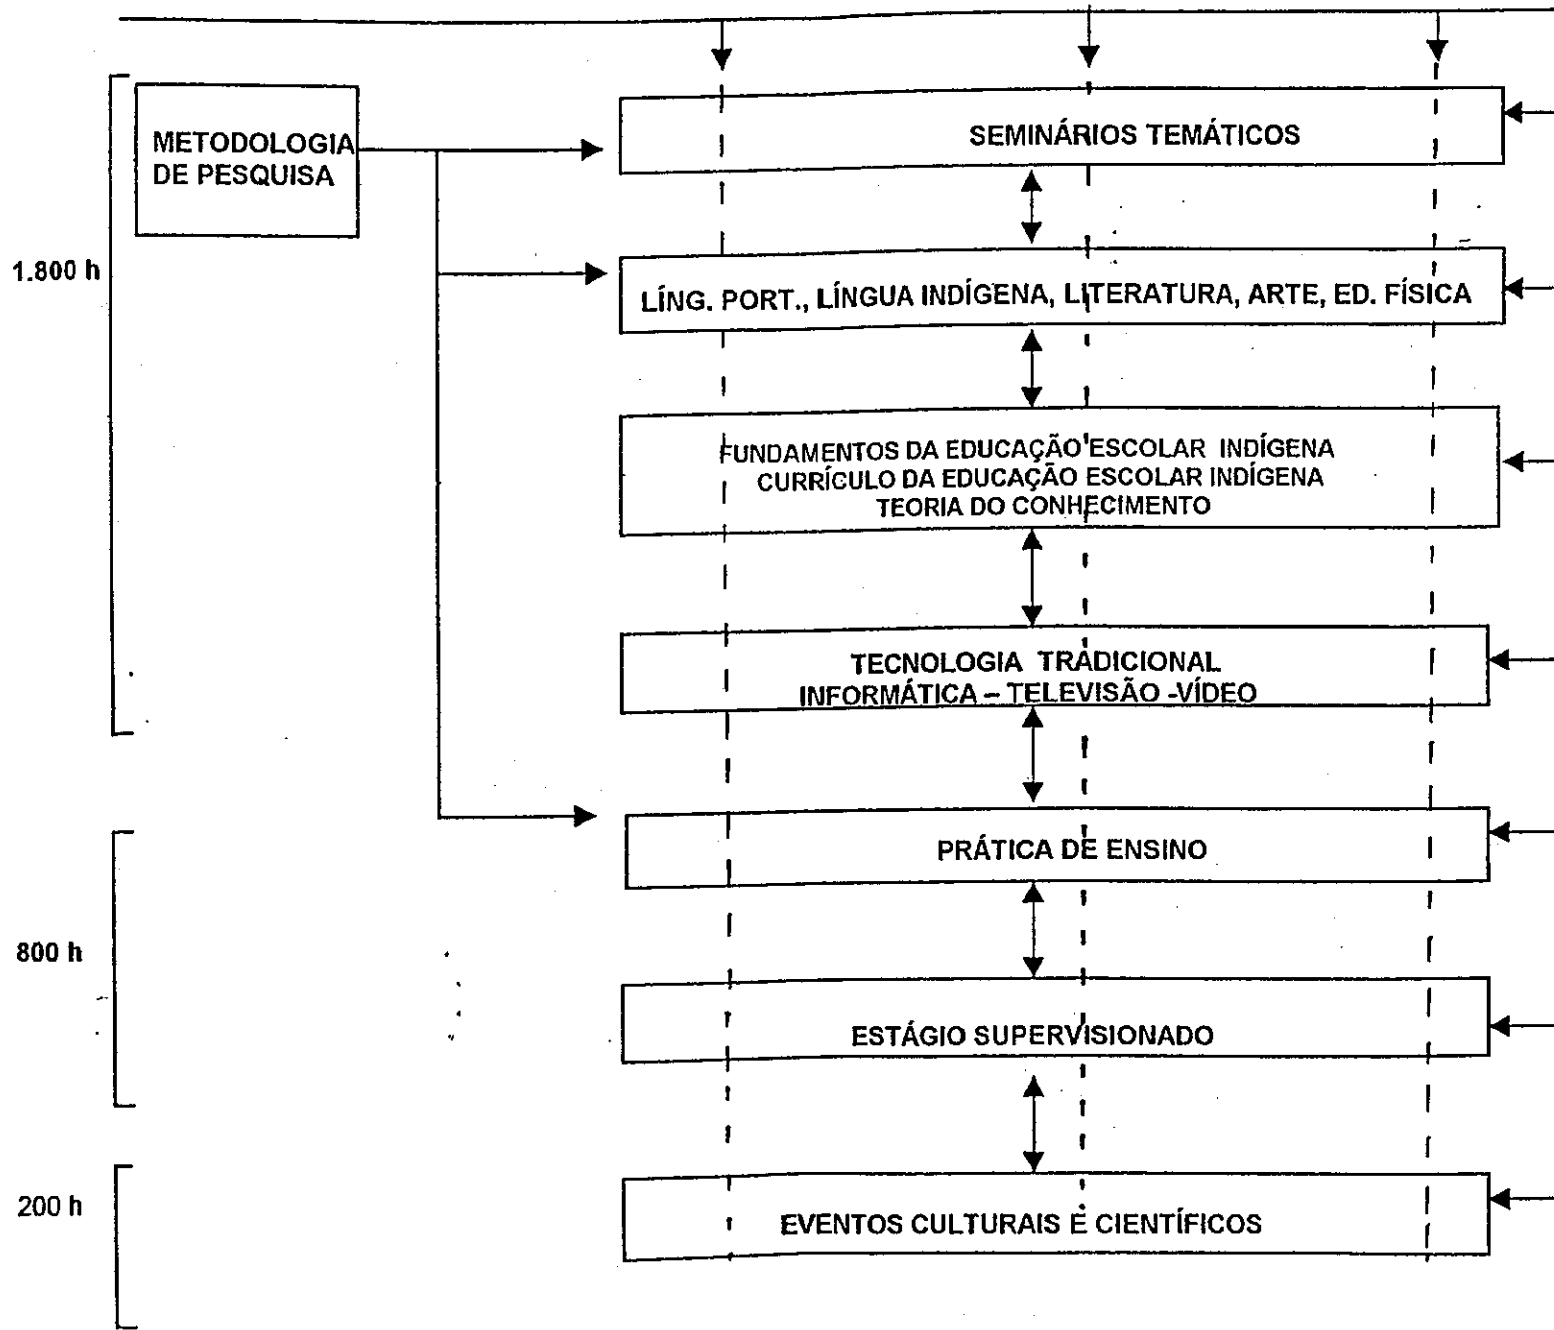 METODOLOGIA
DE PESQUISA
SEMINÁRIOS TEMÁTICOS
1.800 h
LÍNG. PORT., LÍNGUA INDÍGENA, LITERATURA, ARTE, ED. FÍSICA
FUNDAMENTOS DA EDUCAÇÃO ESCOLAR INDÍGENA
CURRÍCULO DA EDUCAÇÃO ESCOLAR INDÍGENA
TEORIA DO CONHECIMENTO
TECNOLOGIA TRADICIONAL
INFORMÁTICA – TELEVISÃO -VÍDEO
PRÁTICA DE ENSINO
800 h
ESTÁGIO SUPERVISIONADO
200 h
EVENTOS CULTURAIS E CIENTÍFICOS